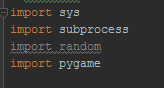 import sys
import subprocess
import random
import pygame